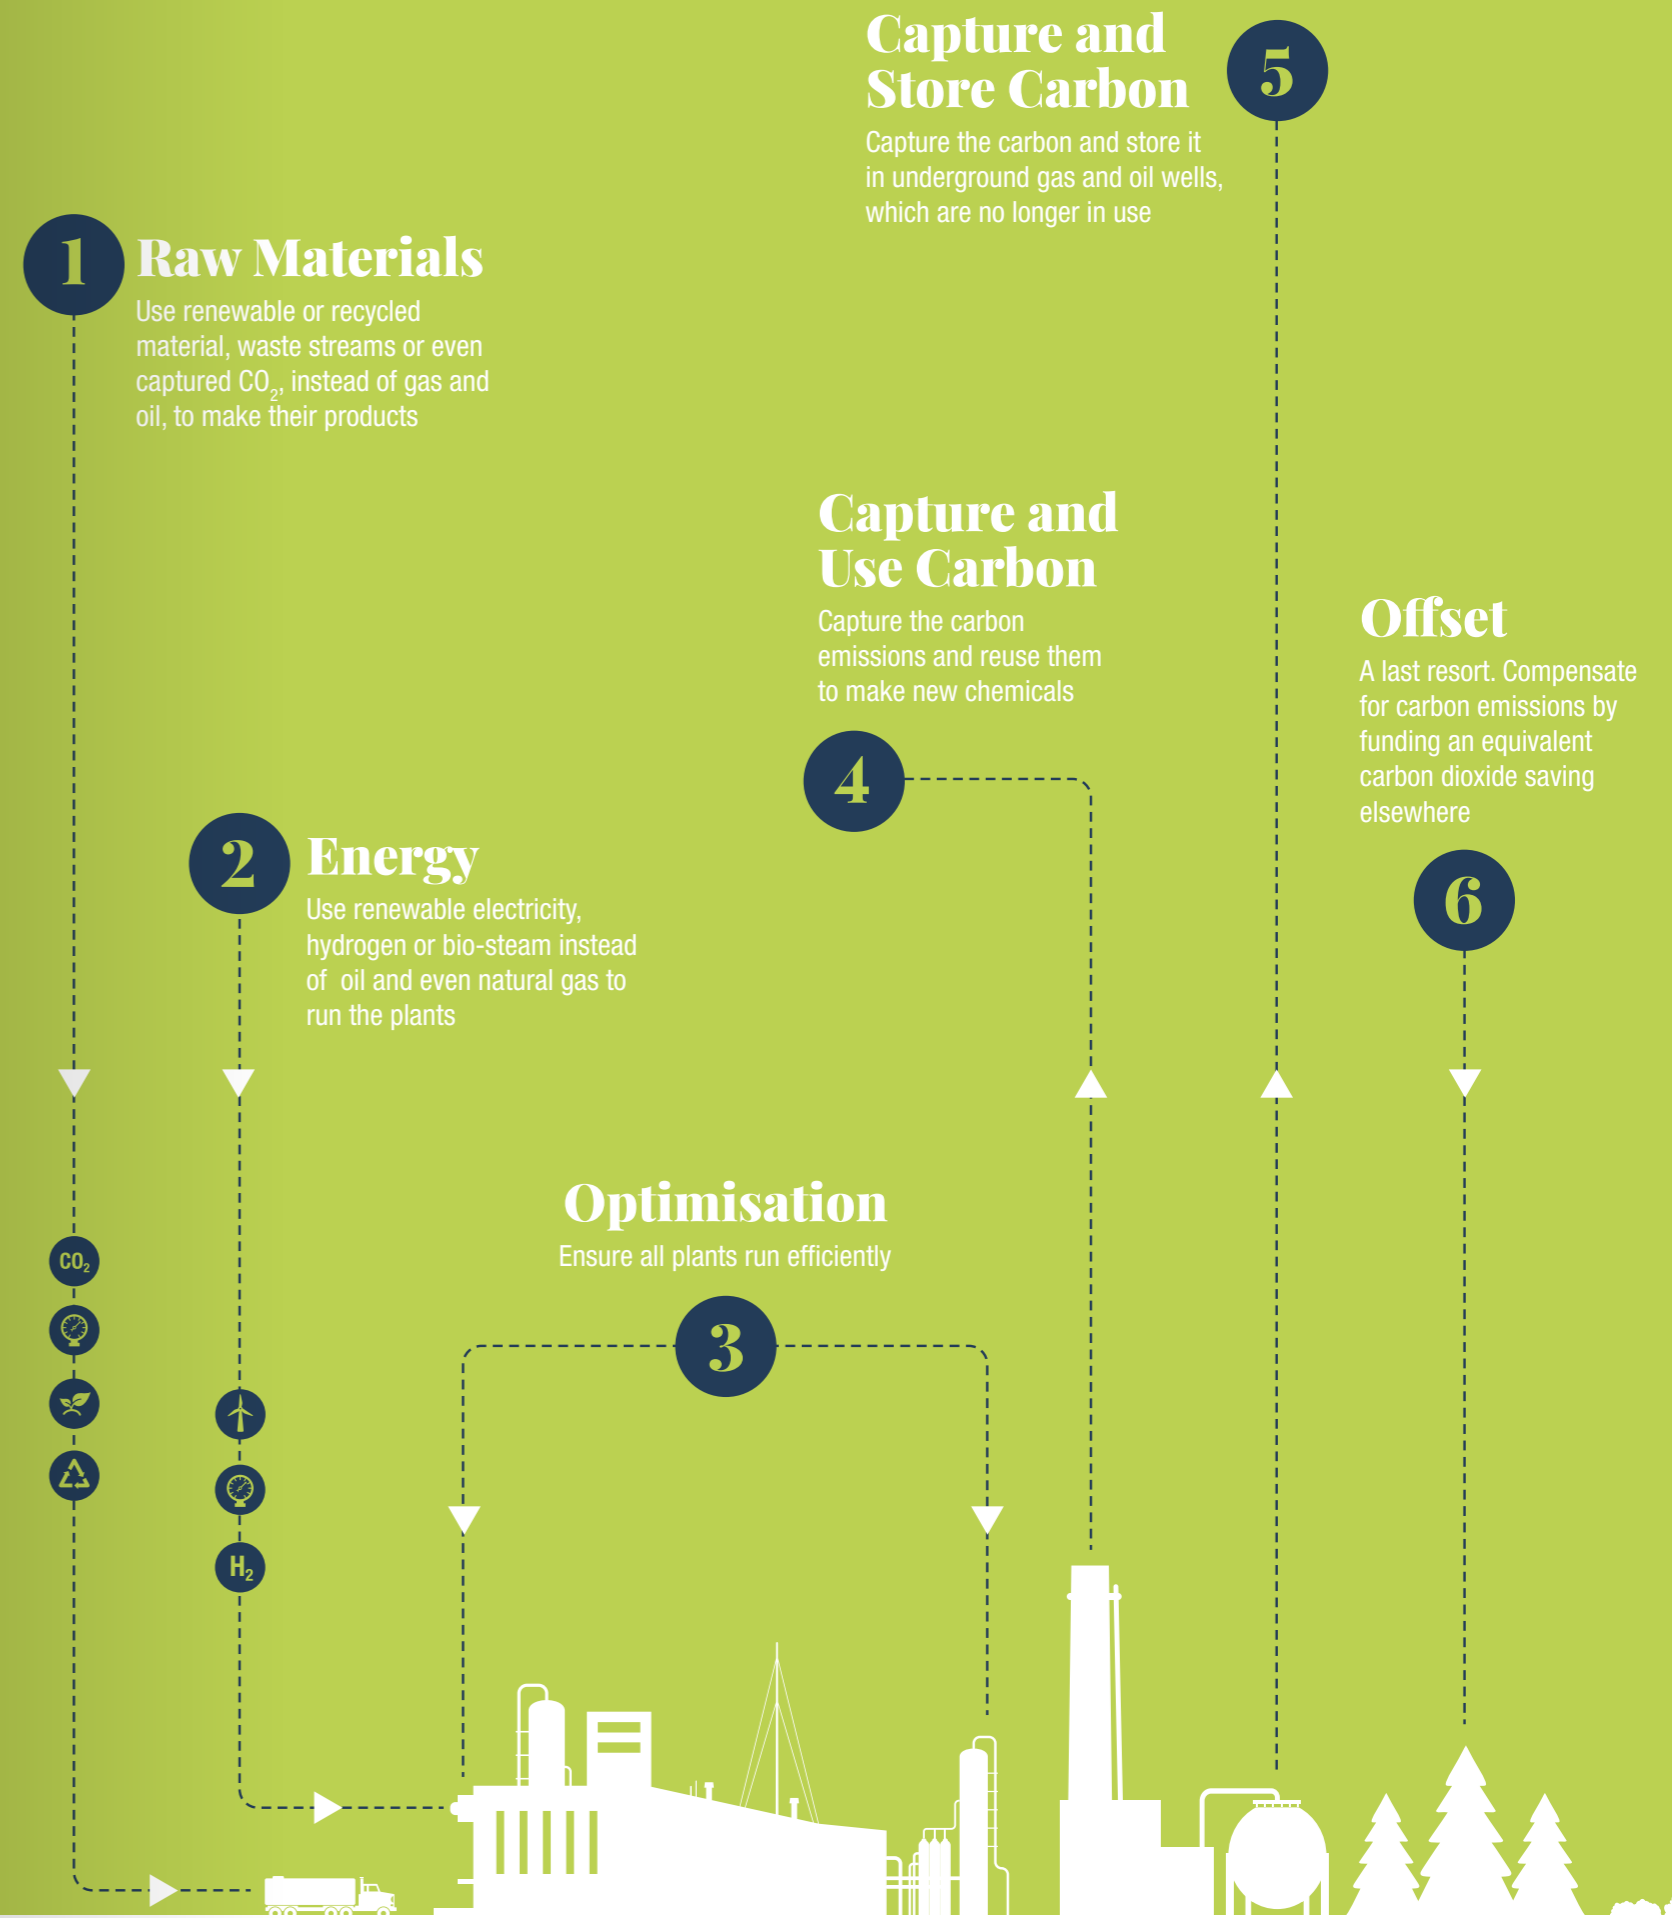 1
Raw Materials
Use renewable or recycled
material, waste streams or even
captured CO₂, instead of gas and
oil, to make their products
2
Energy
Use renewable electricity,
hydrogen or bio-steam instead
of  oil and even natural gas to
run the plants
Optimisation
Ensure all plants run efficiently
3
Capture and
Use Carbon
Capture the carbon
emissions and reuse them
to make new chemicals
4
Capture and
Store Carbon
Capture the carbon and store it
in underground gas and oil wells,
which are no longer in use
5
Offset
A last resort. Compensate
for carbon emissions by
funding an equivalent
carbon dioxide saving
elsewhere
6
CO₂
H₂